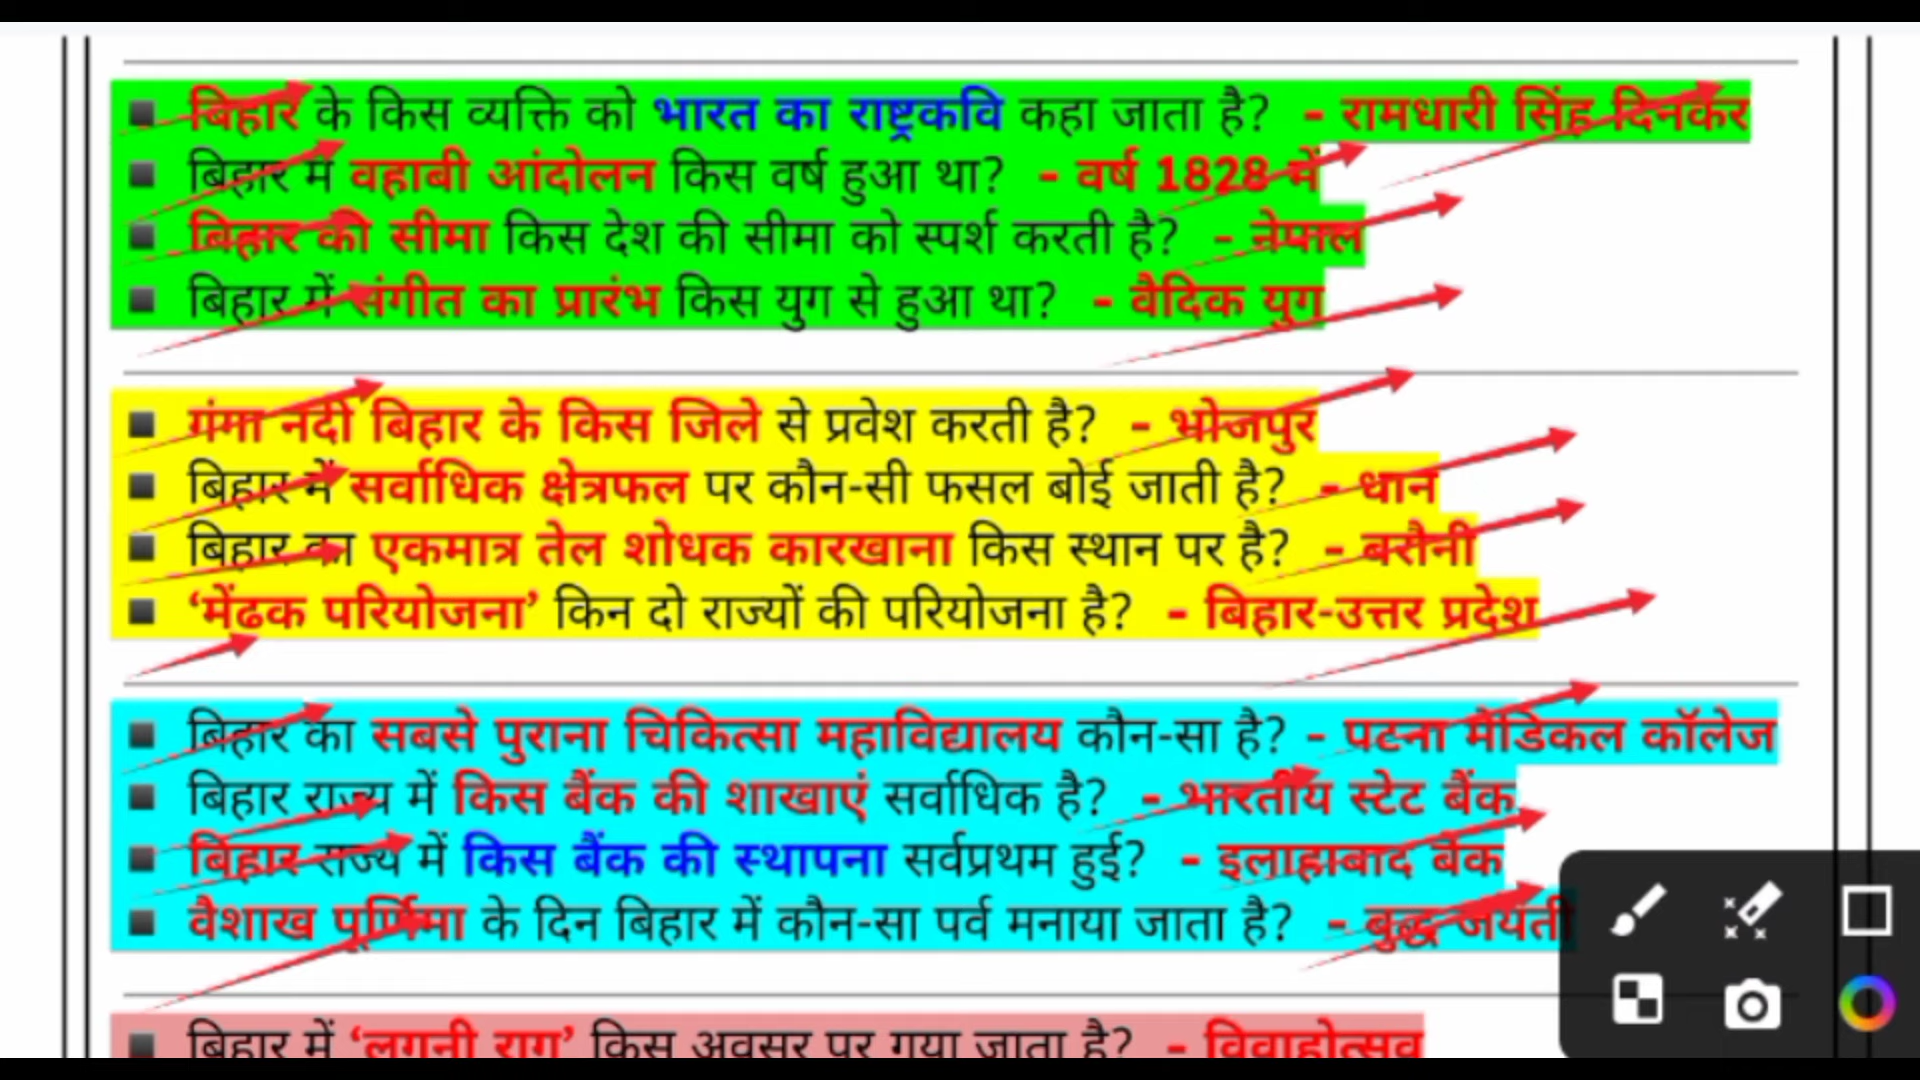 ▪ बिहार के किस व्यक्ति को भारत का राष्ट्रकवि कहा जाता है? - रामधारी सिंह दिनकर
▪ बिहार में वहाबी आंदोलन किस वर्ष हुआ था? - वर्ष 1828 में
▪ बिहार की सीमा किस देश की सीमा को स्पर्श करती है? - नेपाल
▪ बिहार में संगीत का प्रारंभ किस युग से हुआ था? - वैदिक युग
▪ गंगा नदी बिहार के किस जिले से प्रवेश करती है? - भोजपुर
▪ बिहार में सर्वाधिक क्षेत्रफल पर कौन-सी फसल बोई जाती है? - धान
▪ बिहार का एकमात्र तेल शोधक कारखाना किस स्थान पर है? - बरौनी
▪ ‘मेंढक परियोजना’ किन दो राज्यों की परियोजना है? - बिहार-उत्तर प्रदेश
▪ बिहार का सबसे पुराना चिकित्सा महाविद्यालय कौन-सा है? - पटना मेडिकल कॉलेज
▪ बिहार राज्य में किस बैंक की शाखाएं सर्वाधिक है? - भारतीय स्टेट बैंक
▪ बिहार राज्य में किस बैंक की स्थापना सर्वप्रथम हुई? - इलाहाबाद बैंक
▪ वैशाख पूर्णिमा के दिन बिहार में कौन-सा पर्व मनाया जाता है? - बुद्ध जयंती
▪ बिहार में ‘लगनी राग’ किस अवसर पर गया जाता है? - विवाहोत्सव